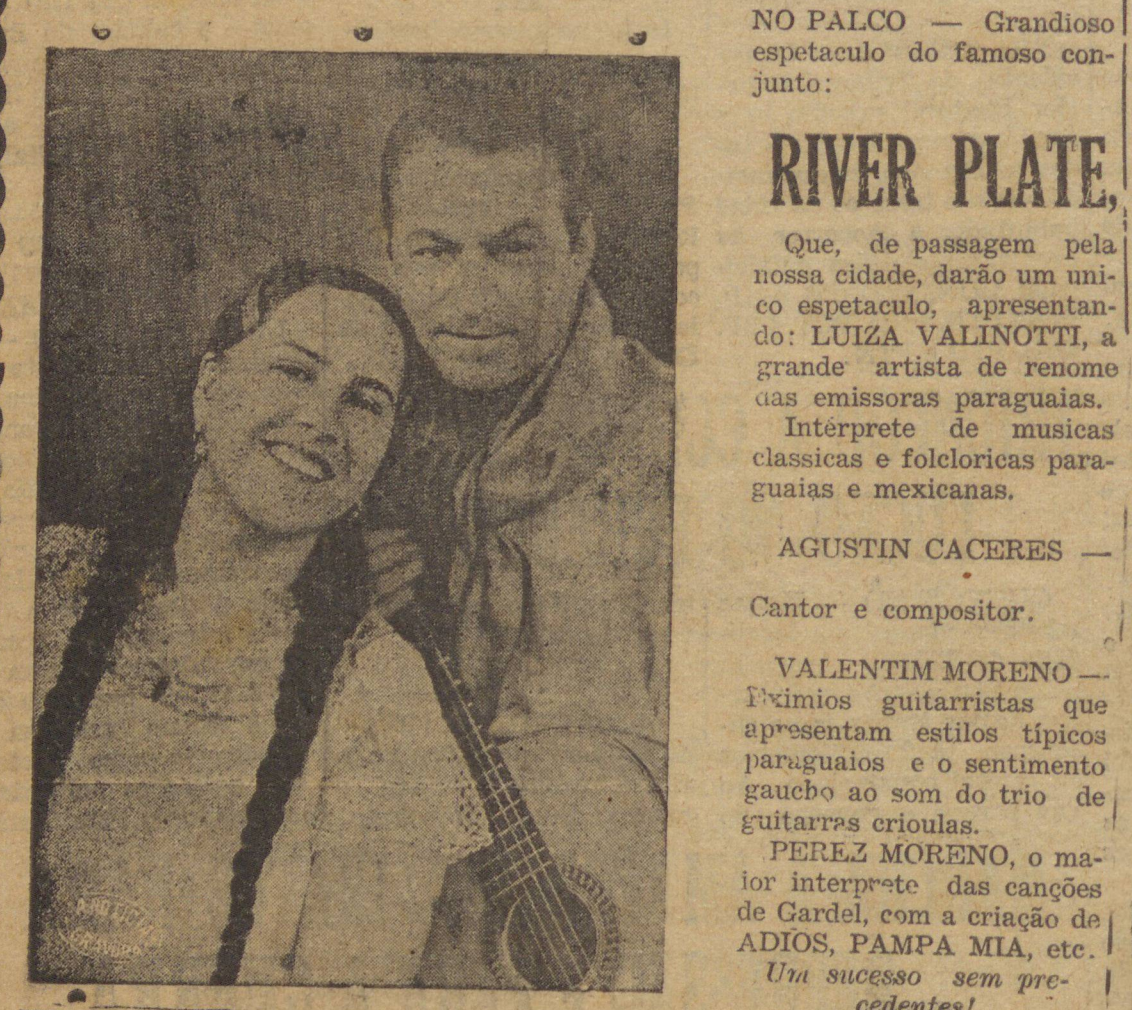 NO PALCO — Grandioso
espetaculo do famoso con-
junto:
RIVER PLATE,
Que, de passagem pela
nossa cidade, darão um uni-
co espetaculo, apresentan-
do: LUIZA VALINOTTI, a
grande artista de renome
das emissoras paraguaias.
Intérprete de musicas
classicas e folcloricas para-
guaias e mexicanas.
AGUSTIN CACERES —
Cantor e compositor.
VALENTIM MORENO —
Eximios guitarristas que
apresentam estilos típicos
paraguaios e o sentimento
gaucho ao som do trio de
guitarras crioulas.
PEREZ MORENO, o ma-
ior interprete das canções
de Gardel, com a criação de
ADIOS, PAMPA MIA, etc.
Um sucesso sem pre-
cedentes!